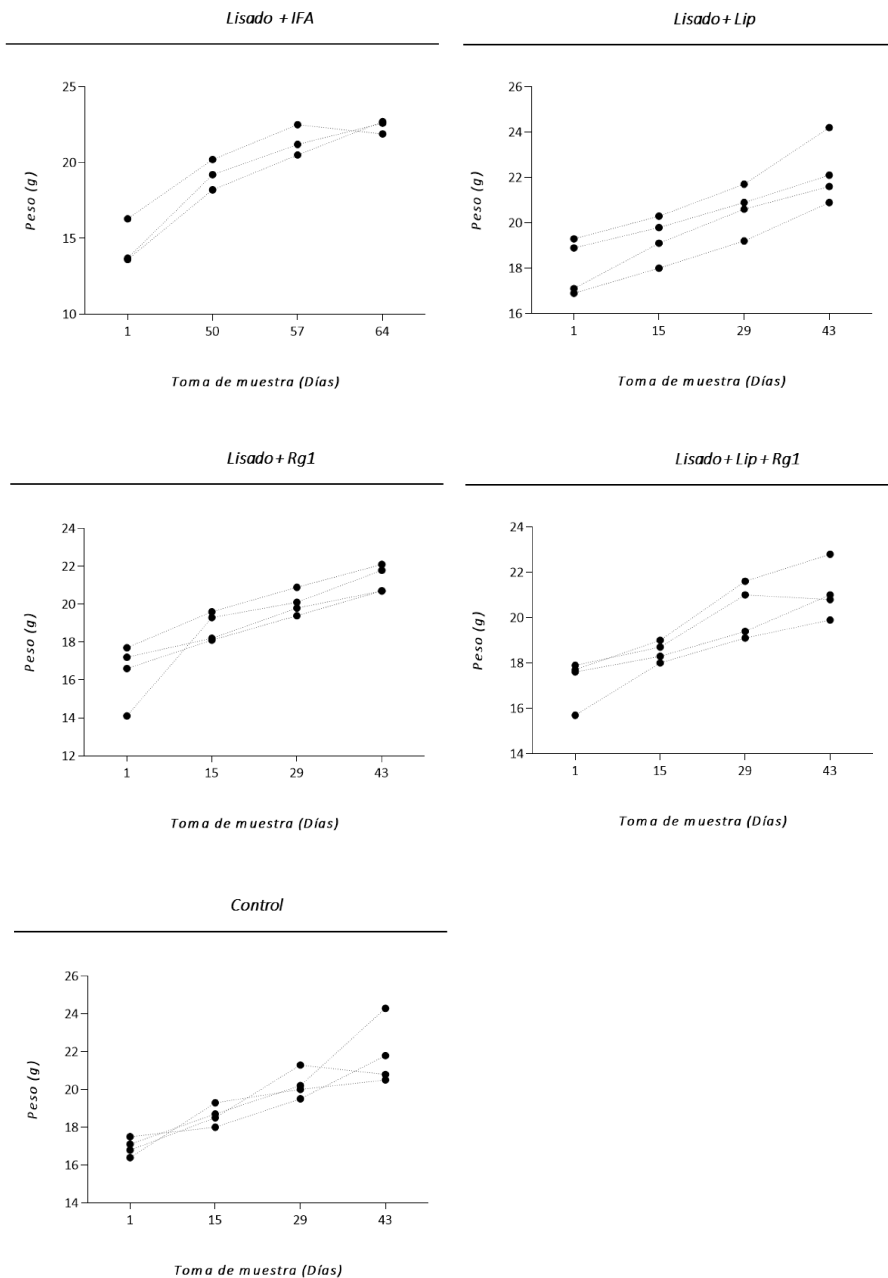 Lisado + IFA
25
20
15
10
Peso (g)
1 50 57 64
Toma de muestra (Días)
Lisado + Lip
26
24
22
20
18
16
Peso (g)
1 15 29 43
Toma de muestra (Días)
Lisado + Rg1
24
22
20
18
16
14
12
Peso (g)
1 15 29 43
Toma de muestra (Días)
Lisado + Lip + Rg1
24
22
20
18
16
14
Peso (g)
1 15 29 43
Toma de muestra (Días)
Control
26
24
22
20
18
16
14
Peso (g)
1 15 29 43
Toma de muestra (Días)